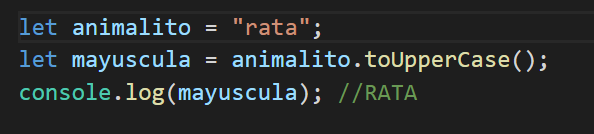 let animalito = "rata";
let mayuscula = animalito.toUpperCase();
console.log(mayuscula); //RATA